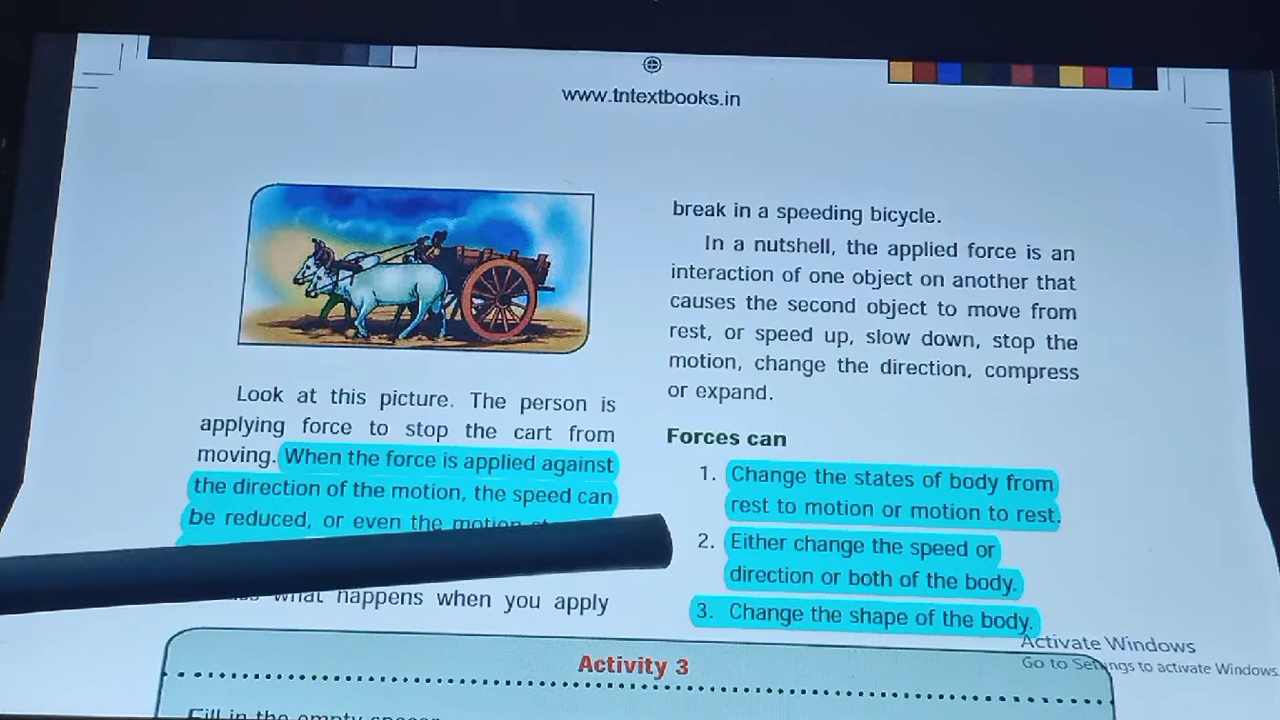 www.tntextbooks.in
Look at this picture. The person is
applying force to stop the cart from
moving. When the force is applied against
the direction of the motion, the speed can
be reduced, or even the motion
what happens when you apply
break in a speeding bicycle.
In a nutshell, the applied force is an
interaction of one object on another that
causes the second object to move from
rest, or speed up, slow down, stop the
motion, change the direction, compress
or expand.
Forces can
1. Change the states of body from
rest to motion or motion to rest.
2. Either change the speed or
direction or both of the body.
3. Change the shape of the body.
Activity 3
Fill in the empty spaces
Activate Windows
Go to Settings to activate Windows.